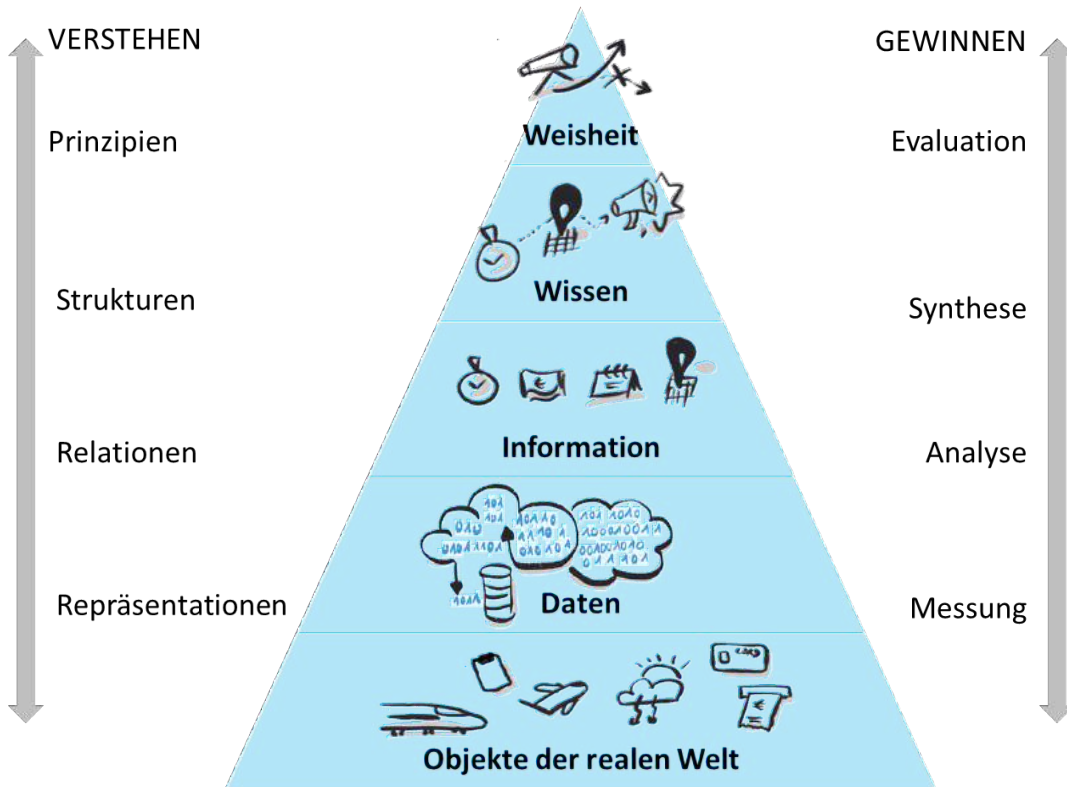 VERSTEHEN
GEWINNEN
Prinzipien
Weisheit
Evaluation
Strukturen
Wissen
Synthese
Relationen
Information
Analyse
Repräsentationen
Daten
Messung
Objekte der realen Welt